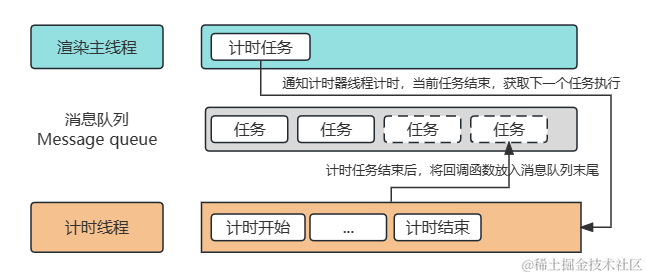 渲染主线程
计时任务
通知计时器线程计时，当前任务结束，获取下一个任务执行
消息队列
Message queue
任务
任务
任务
任务
计时任务结束后，将回调函数放入消息队列末尾
计时线程
计时开始
...
计时结束
@稀土掘金技术社区